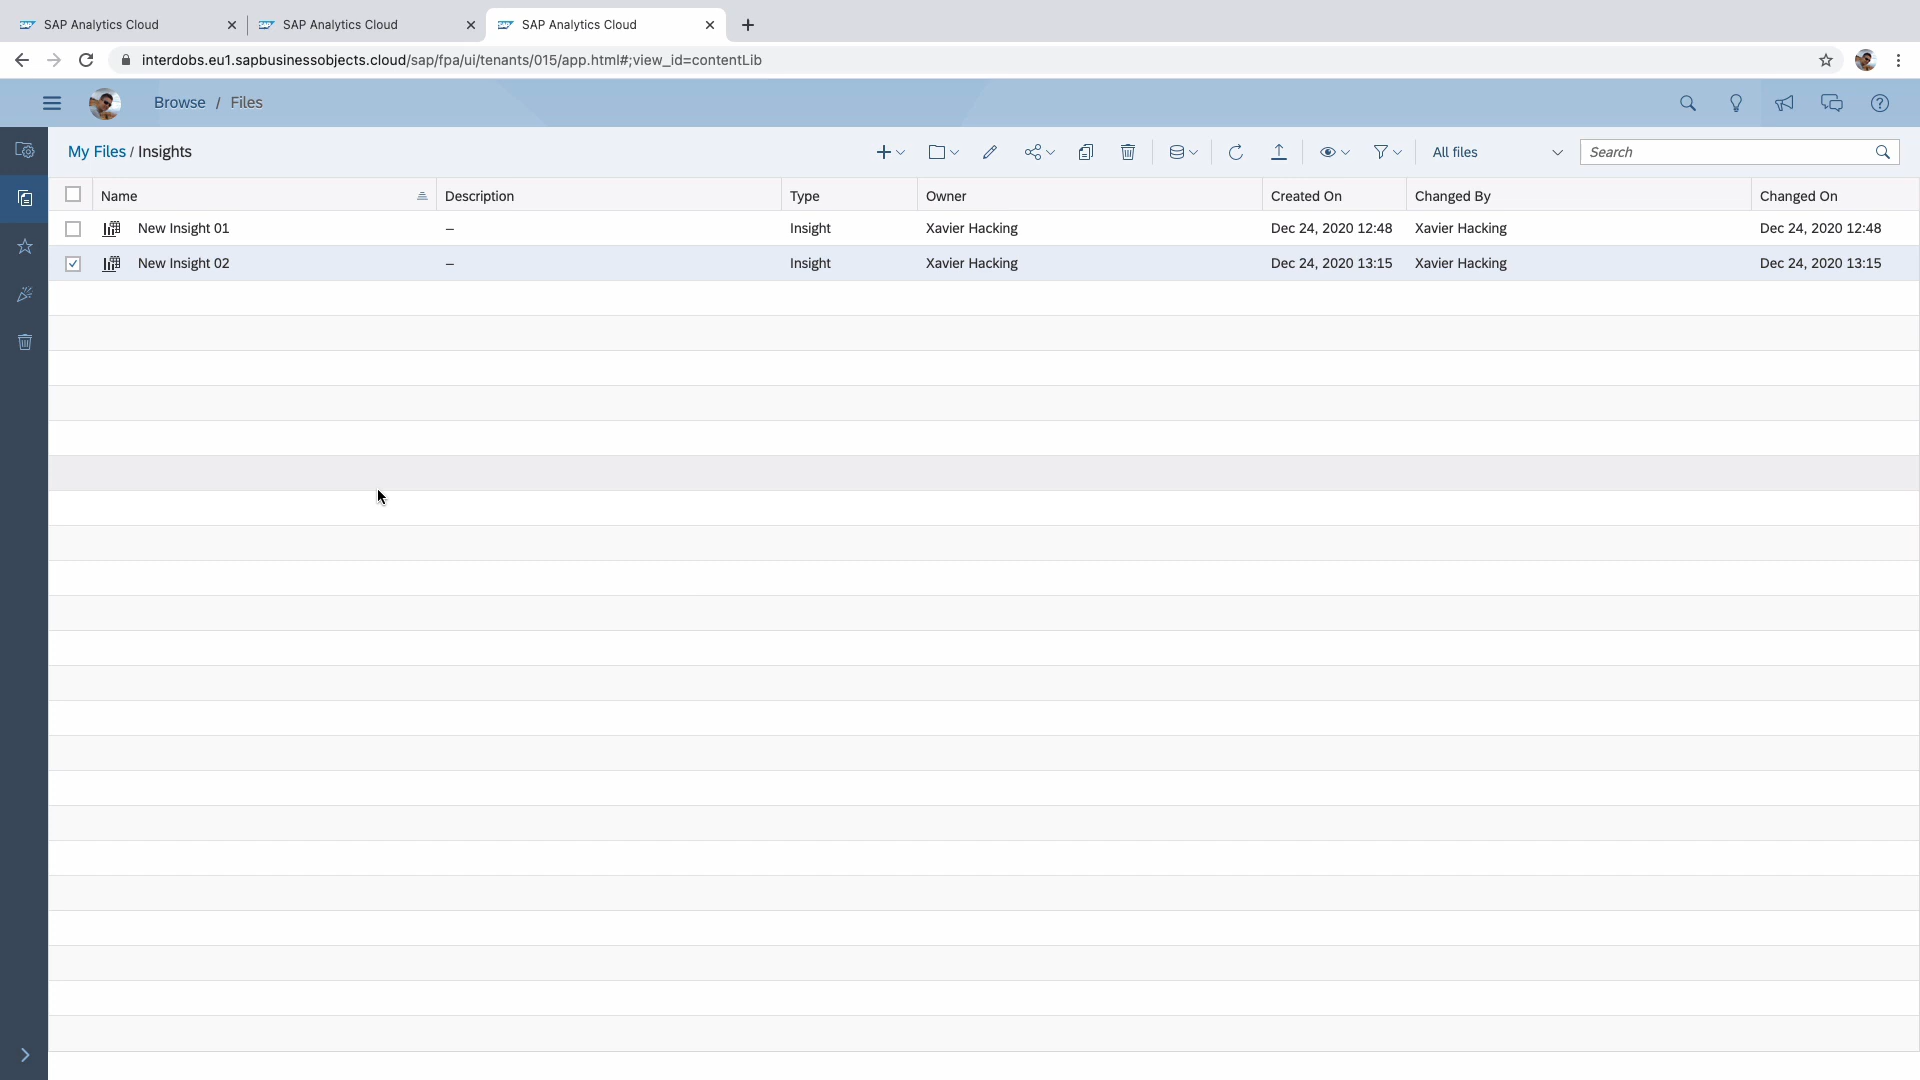 SAP Analytics Cloud
SAP Analytics Cloud
SAP Analytics Cloud
interdobs.eu1.sapbusinessobjects.cloud/sap/fpa/ui/tenants/015/app.html#;view_id=contentLib
Browse / Files
My Files / Insights
All files
Search
Name Description Type Owner Created On Changed By Changed On
New Insight 01 – Insight Xavier Hacking Dec 24, 2020 12:48 Xavier Hacking Dec 24, 2020 12:48
New Insight 02 – Insight Xavier Hacking Dec 24, 2020 13:15 Xavier Hacking Dec 24, 2020 13:15